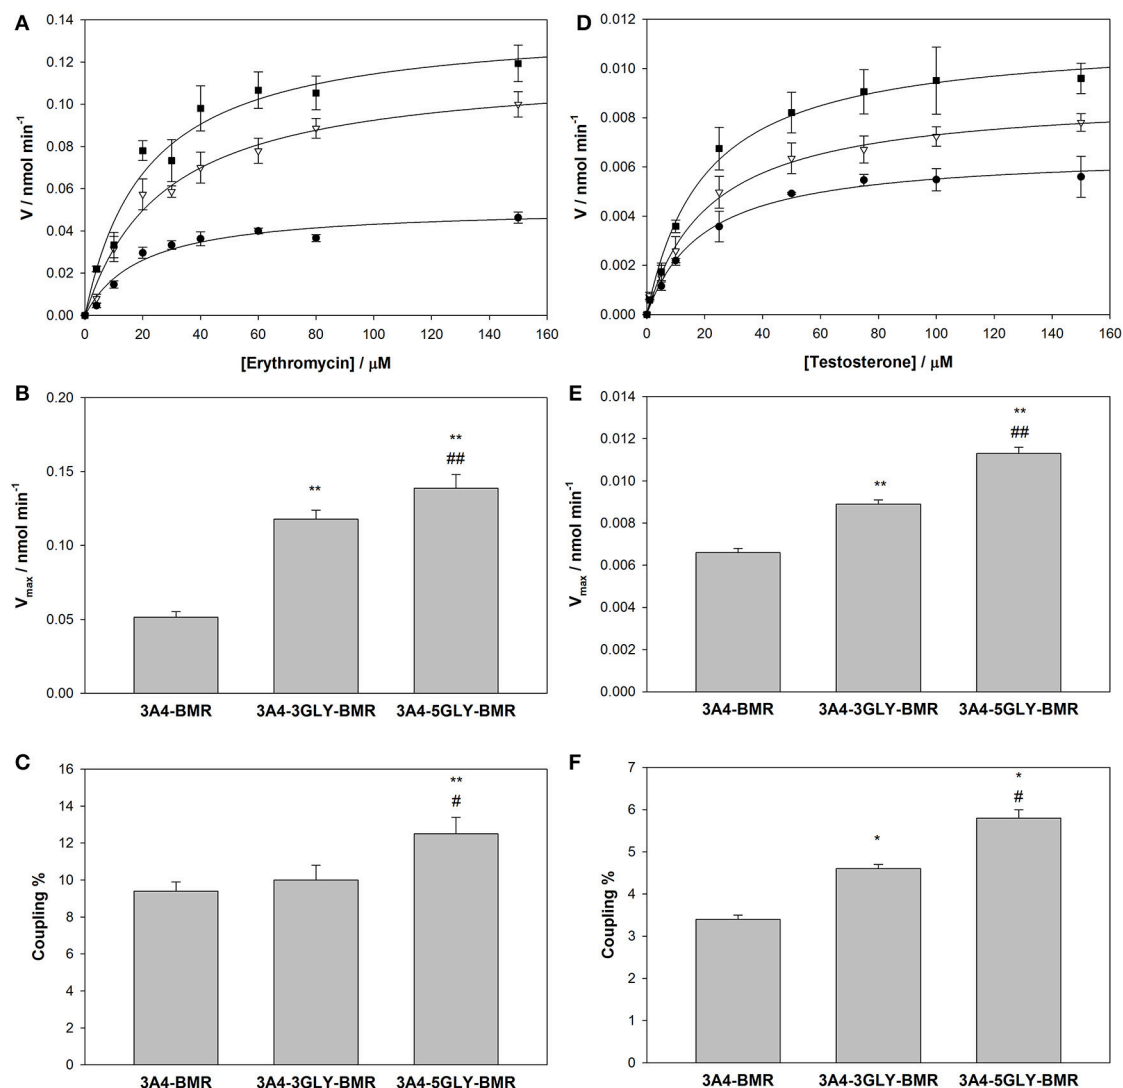 A
0.14
0.12
0.10
0.08
0.06
0.04
0.02
0.00
V / nmol min-1
0 20 40 60 80 100 120 140 160
[Erythromycin] / μM
D
0.012
0.010
0.008
0.006
0.004
0.002
0.000
V / nmol min-1
0 20 40 60 80 100 120 140 160
[Testosterone] / μM
B
0.20
0.15
0.10
0.05
0.00
Vmax / nmol min-1
**
**
##
3A4-BMR 3A4-3GLY-BMR 3A4-5GLY-BMR
E
0.014
0.012
0.010
0.008
0.006
0.004
0.002
0.000
Vmax / nmol min-1
**
**
##
3A4-BMR 3A4-3GLY-BMR 3A4-5GLY-BMR
C
16
14
12
10
8
6
4
2
0
Coupling %
**
#
3A4-BMR 3A4-3GLY-BMR 3A4-5GLY-BMR
F
7
6
5
4
3
2
1
0
Coupling %
*
*
#
3A4-BMR 3A4-3GLY-BMR 3A4-5GLY-BMR